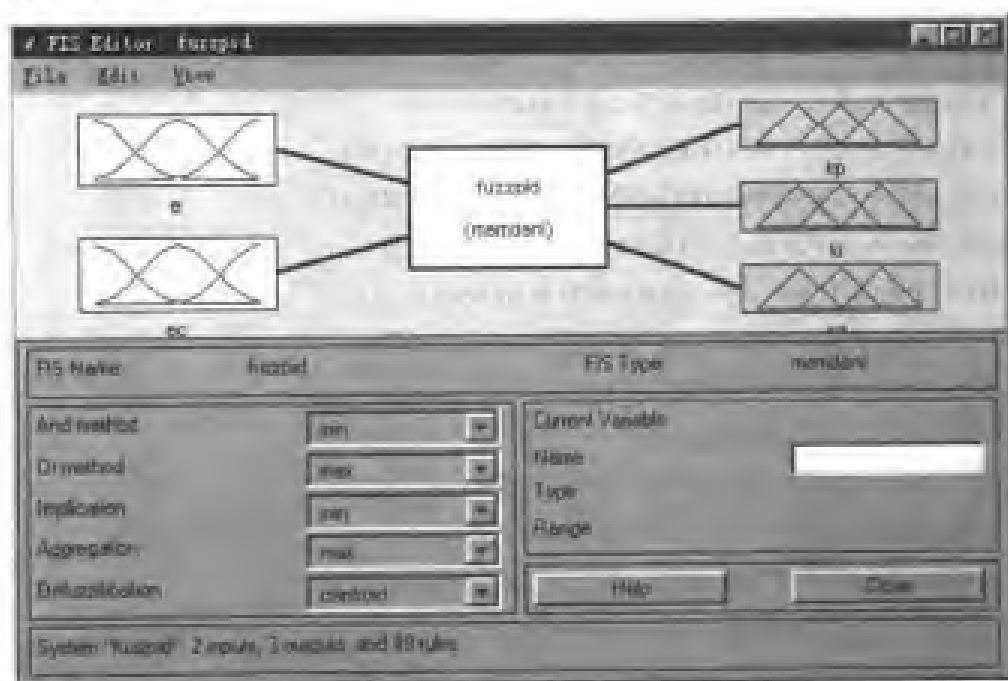 FIS Editor fuzzpid
File Edit View
e
ec
fuzzpid
(mamdani)
kp
ki
FIS Name fuzzpid FIS Type mamdani
And method min
Or method max
Implication min
Aggregation max
Defuzzification centroid
Current Variable
Name
Type
Range
Help Close
System "fuzzpid": 2 inputs, 3 outputs, and rules